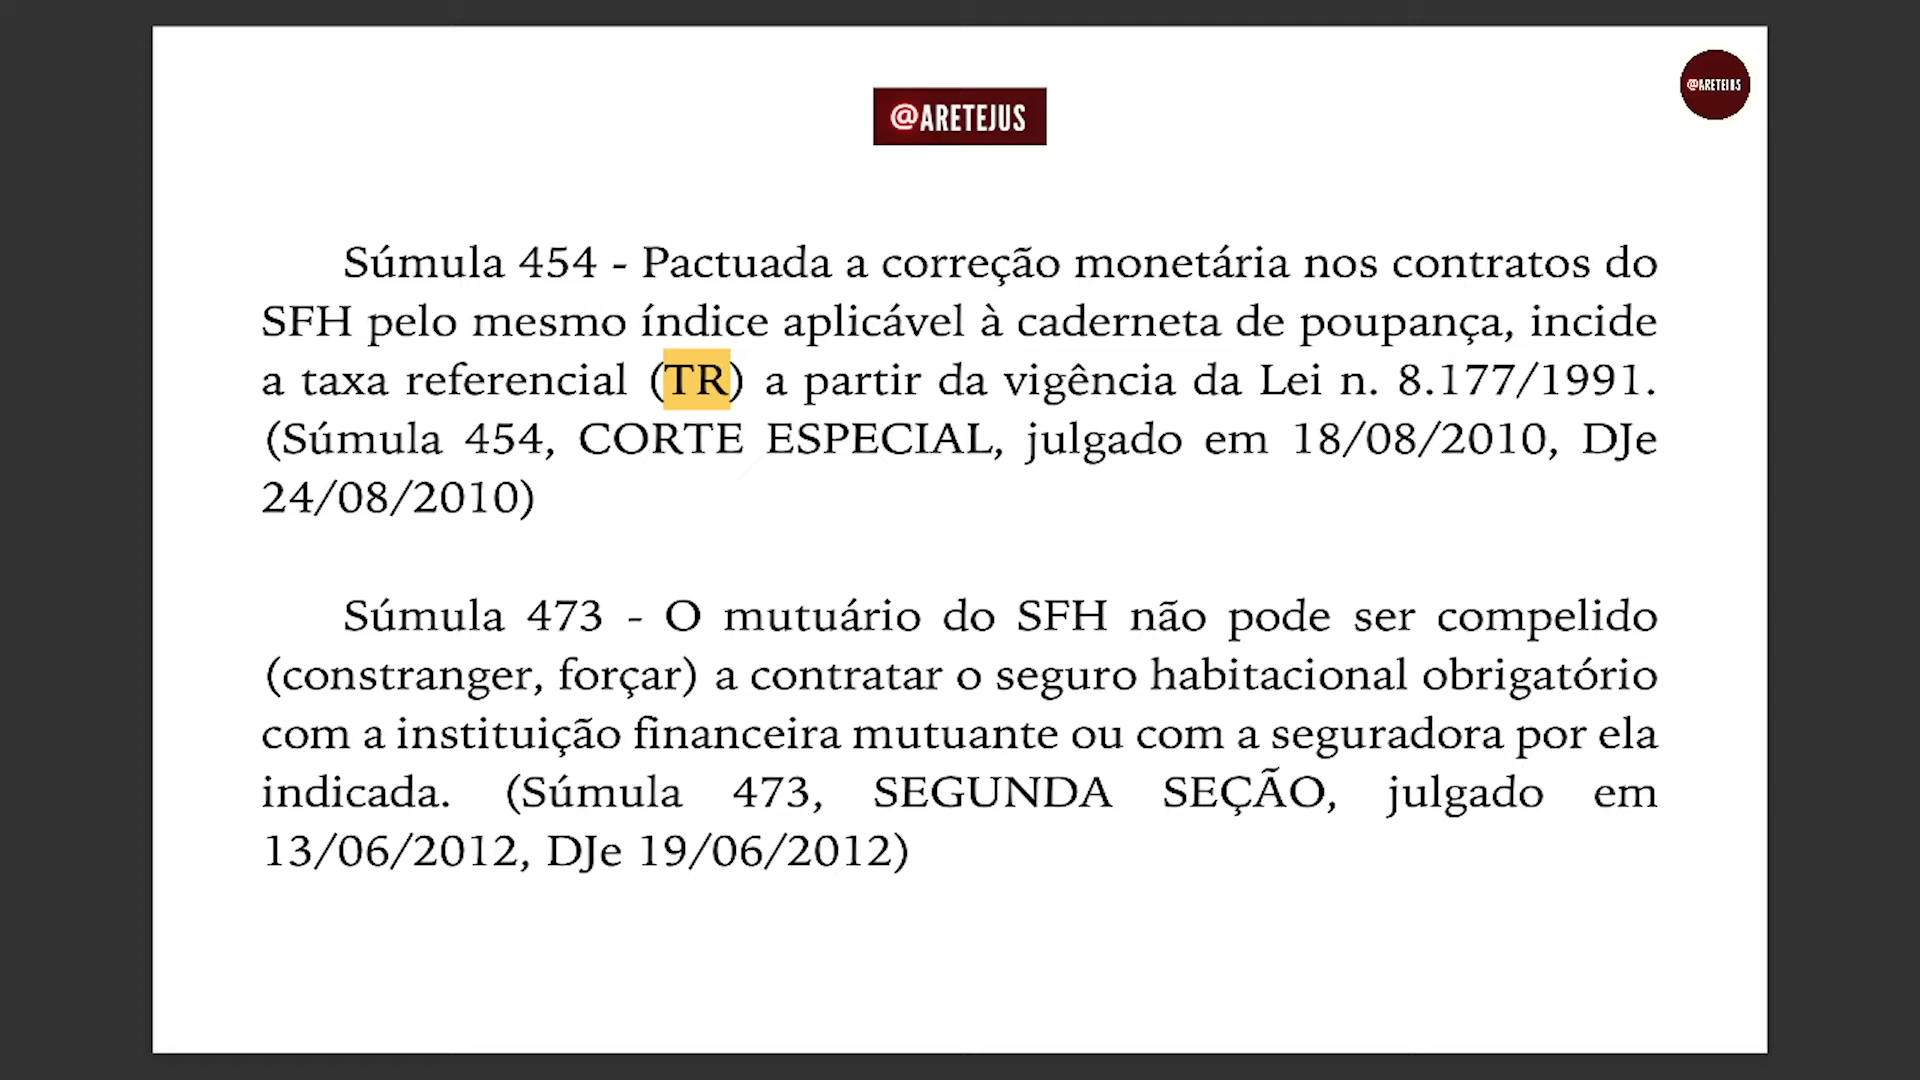 @ARETEJUS
@ARETEJUS
Súmula 454 - Pactuada a correção monetária nos contratos do
SFH pelo mesmo índice aplicável à caderneta de poupança, incide
a taxa referencial (TR) a partir da vigência da Lei n. 8.177/1991.
(Súmula 454, CORTE ESPECIAL, julgado em 18/08/2010, DJe
24/08/2010)
Súmula 473 - O mutuário do SFH não pode ser compelido
(constranger, forçar) a contratar o seguro habitacional obrigatório
com a instituição financeira mutuante ou com a seguradora por ela
indicada. (Súmula 473, SEGUNDA SEÇÃO, julgado em
13/06/2012, DJe 19/06/2012)